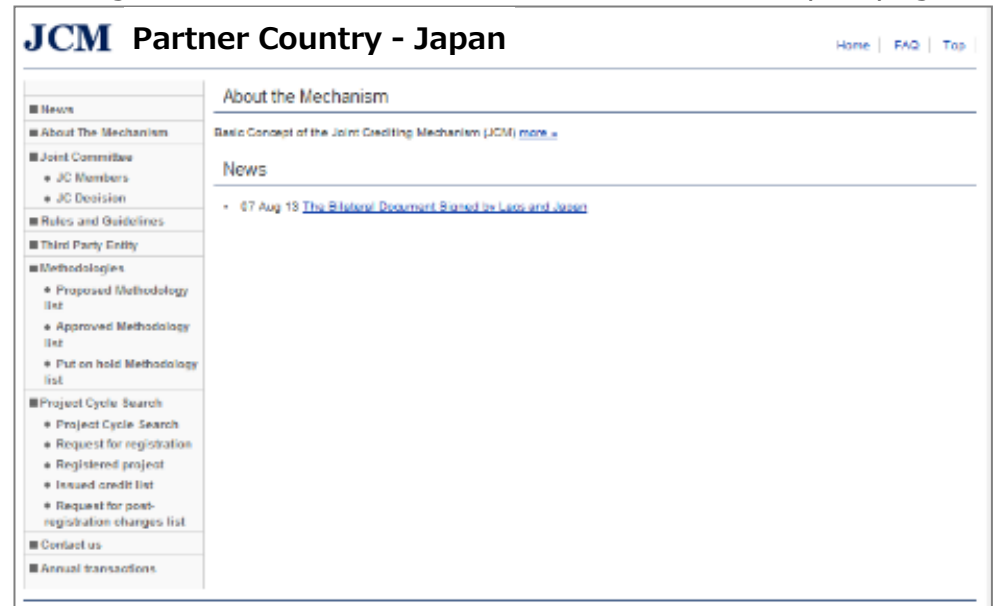 JCM Partner Country - Japan
Home | FAQ | Top |
News
About The Mechanism
Joint Committee
JC Members
JC Decision
Rules and Guidelines
Third Party Entity
Methodologies
Proposed Methodology
list
Approved Methodology
list
Put on hold Methodology
list
Project Cycle Search
Project Cycle Search
Request for registration
Registered project
Issued credit list
Request for post-
registration changes list
Contact us
Annual transactions
About the Mechanism
Basic Concept of the Joint Crediting Mechanism (JCM) more »
News
07 Aug 13 The Bilateral Document Signed by Laos and Japan